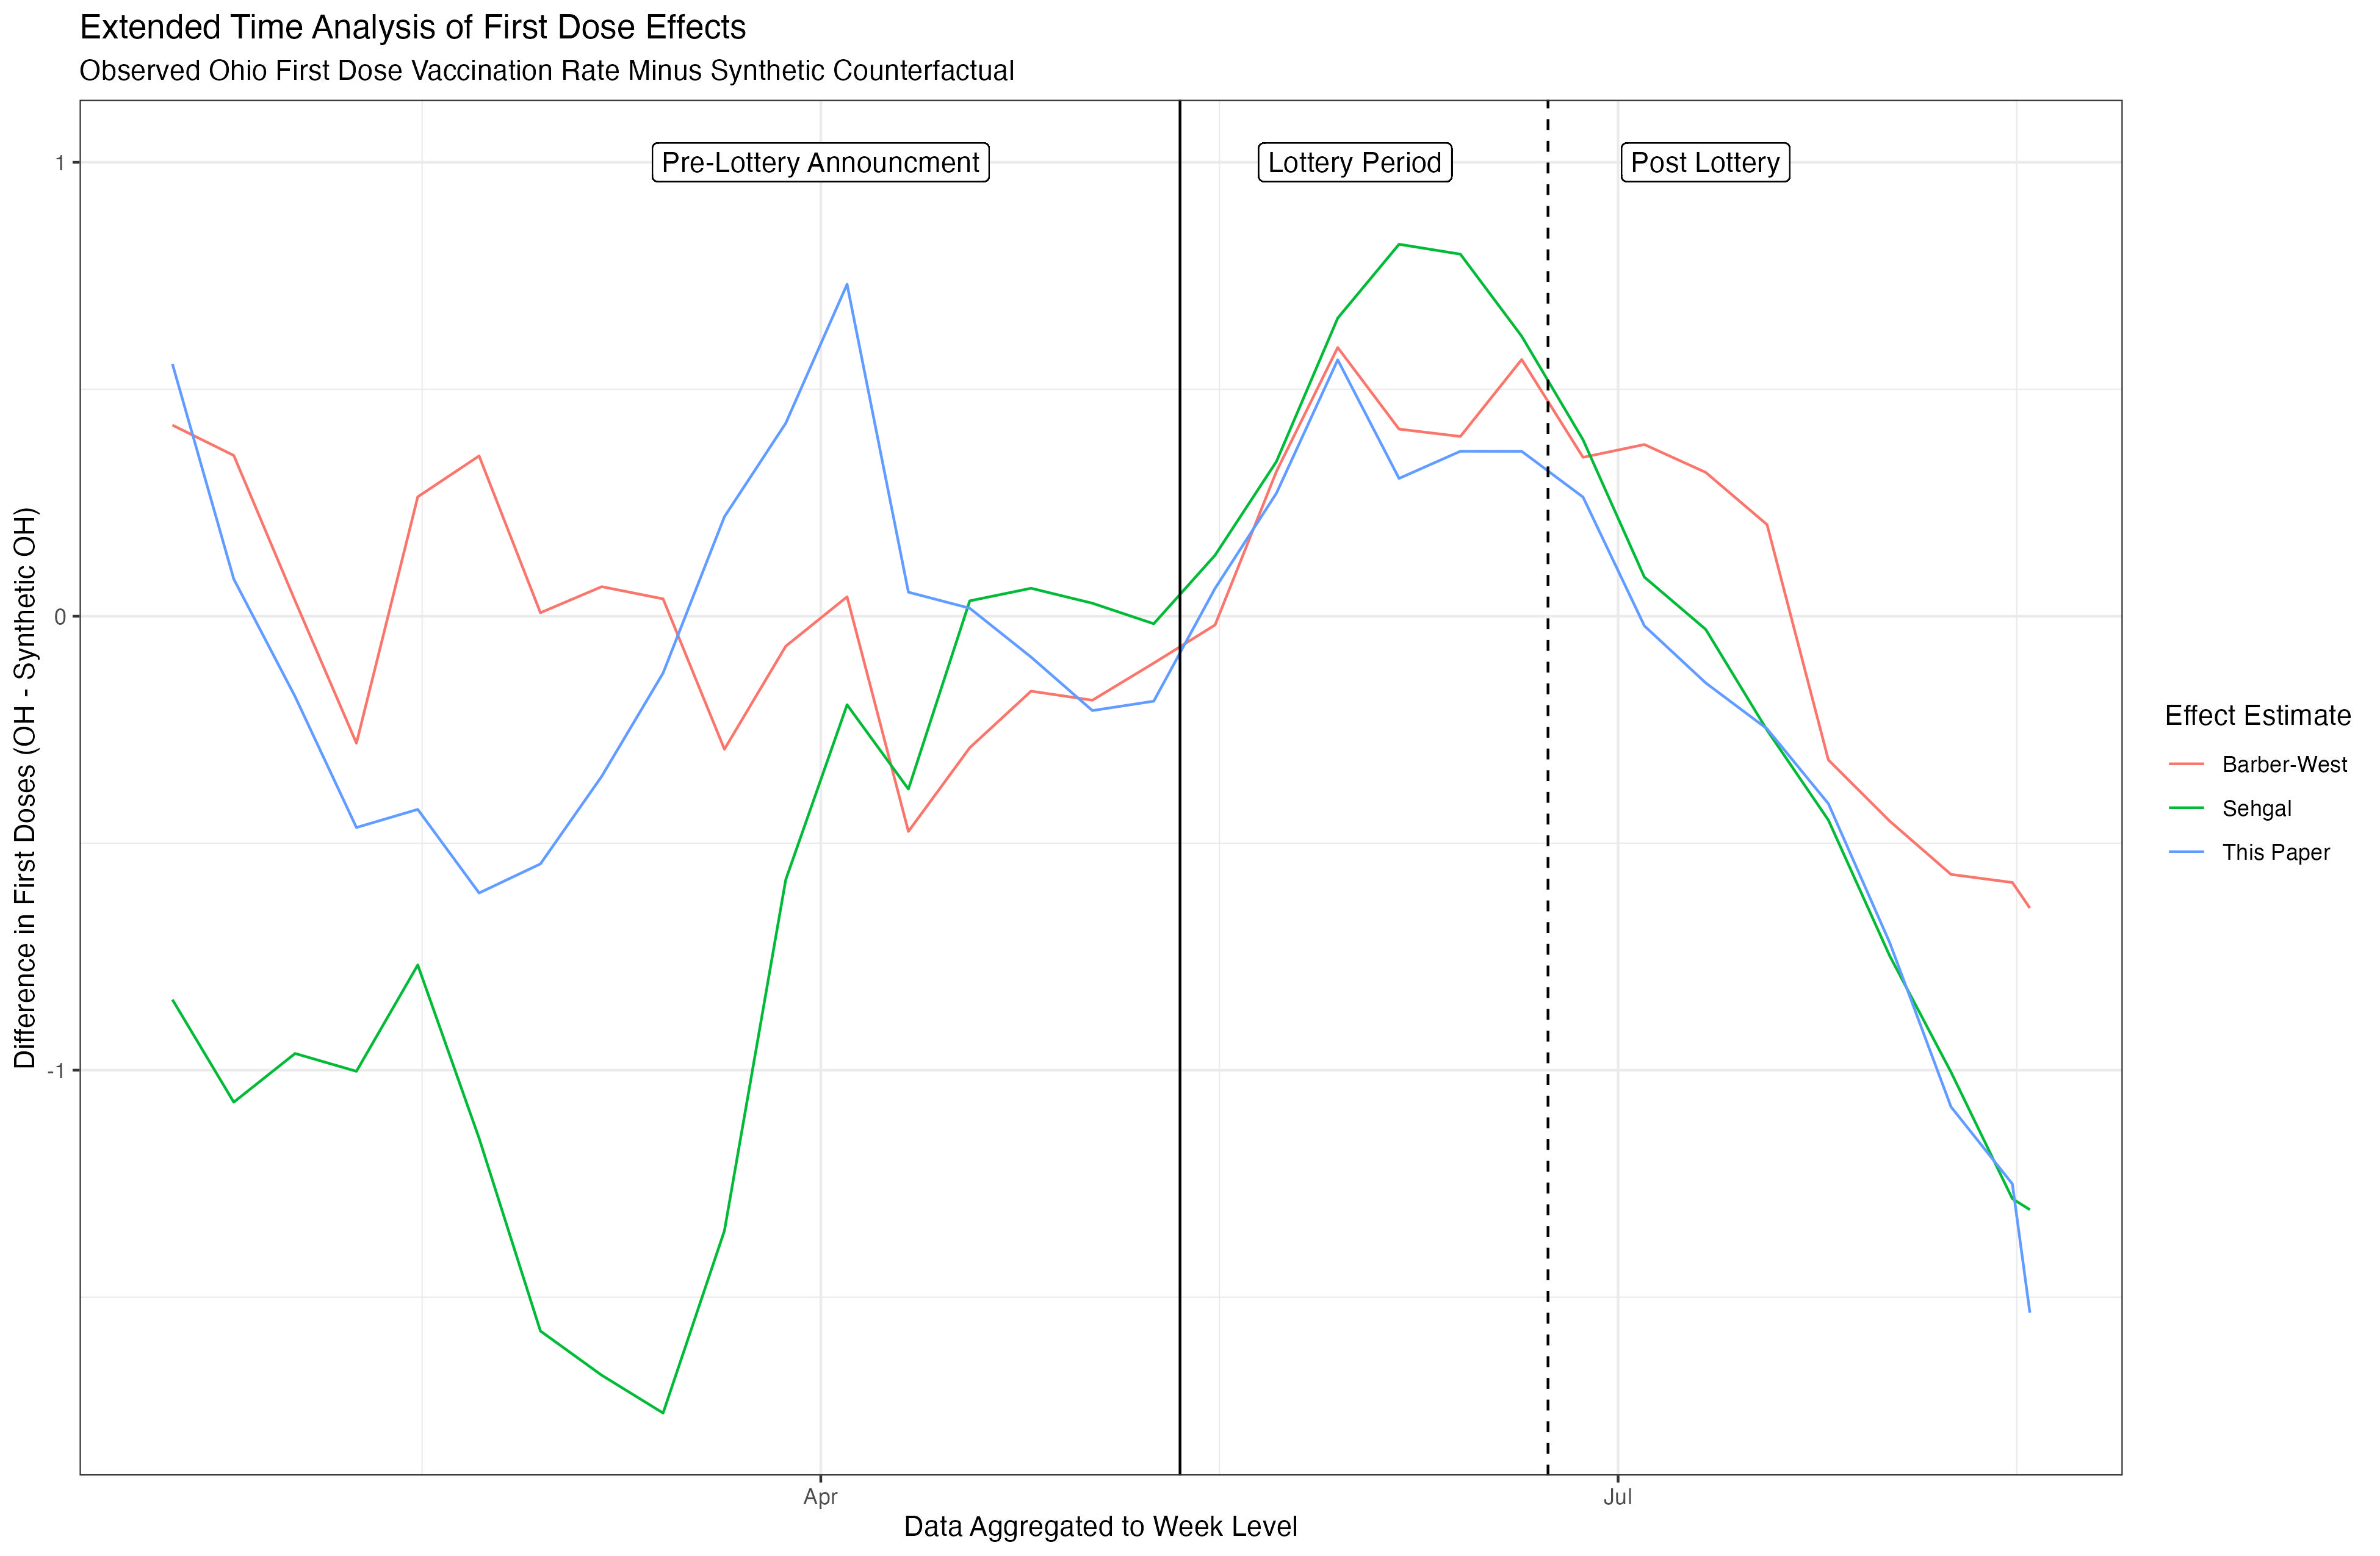 Extended Time Analysis of First Dose Effects
Observed Ohio First Dose Vaccination Rate Minus Synthetic Counterfactual
Pre-Lottery Announcment
Lottery Period
Post Lottery
1
0
-1
Difference in First Doses (OH - Synthetic OH)
Apr
Jul
Data Aggregated to Week Level
Effect Estimate
Barber-West
Sehgal
This Paper